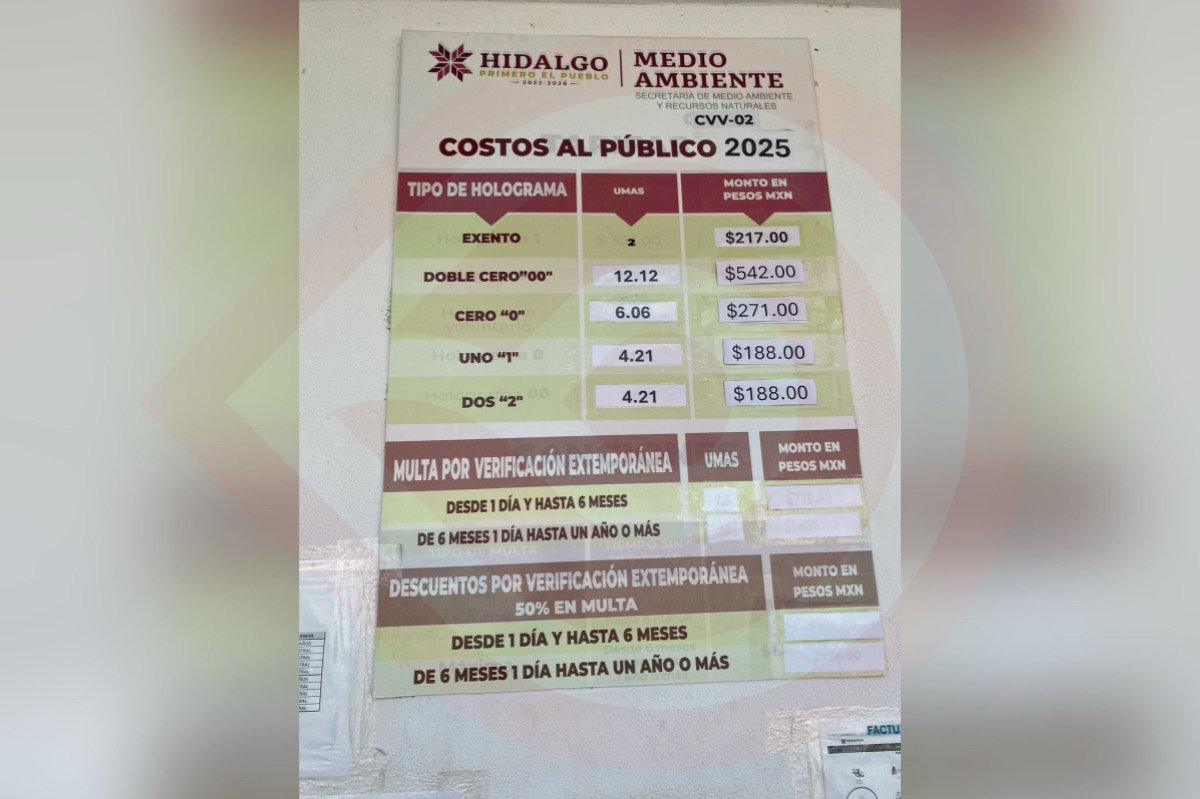 HIDALGO
PRIMERO EL PUEBLO
2022-2028
MEDIO
AMBIENTE
SECRETARÍA DE MEDIO AMBIENTE
Y RECURSOS NATURALES
CVV-02
COSTOS AL PÚBLICO 2025
TIPO DE HOLOGRAMA UMAS MONTO EN
PESOS MXN
EXENTO 2 $217.00
DOBLE CERO"00" 12.12 $542.00
CERO "0" 6.06 $271.00
UNO "1" 4.21 $188.00
DOS "2" 4.21 $188.00
MULTA POR VERIFICACIÓN EXTEMPORÁNEA UMAS MONTO EN
PESOS MXN
DESDE 1 DÍA Y HASTA 6 MESES
DE 6 MESES 1 DÍA HASTA UN AÑO O MÁS
DESCUENTOS POR VERIFICACIÓN EXTEMPORÁNEA
50% EN MULTA
MONTO EN
PESOS MXN
DESDE 1 DÍA Y HASTA 6 MESES
DE 6 MESES 1 DÍA HASTA UN AÑO O MÁS
FACTU